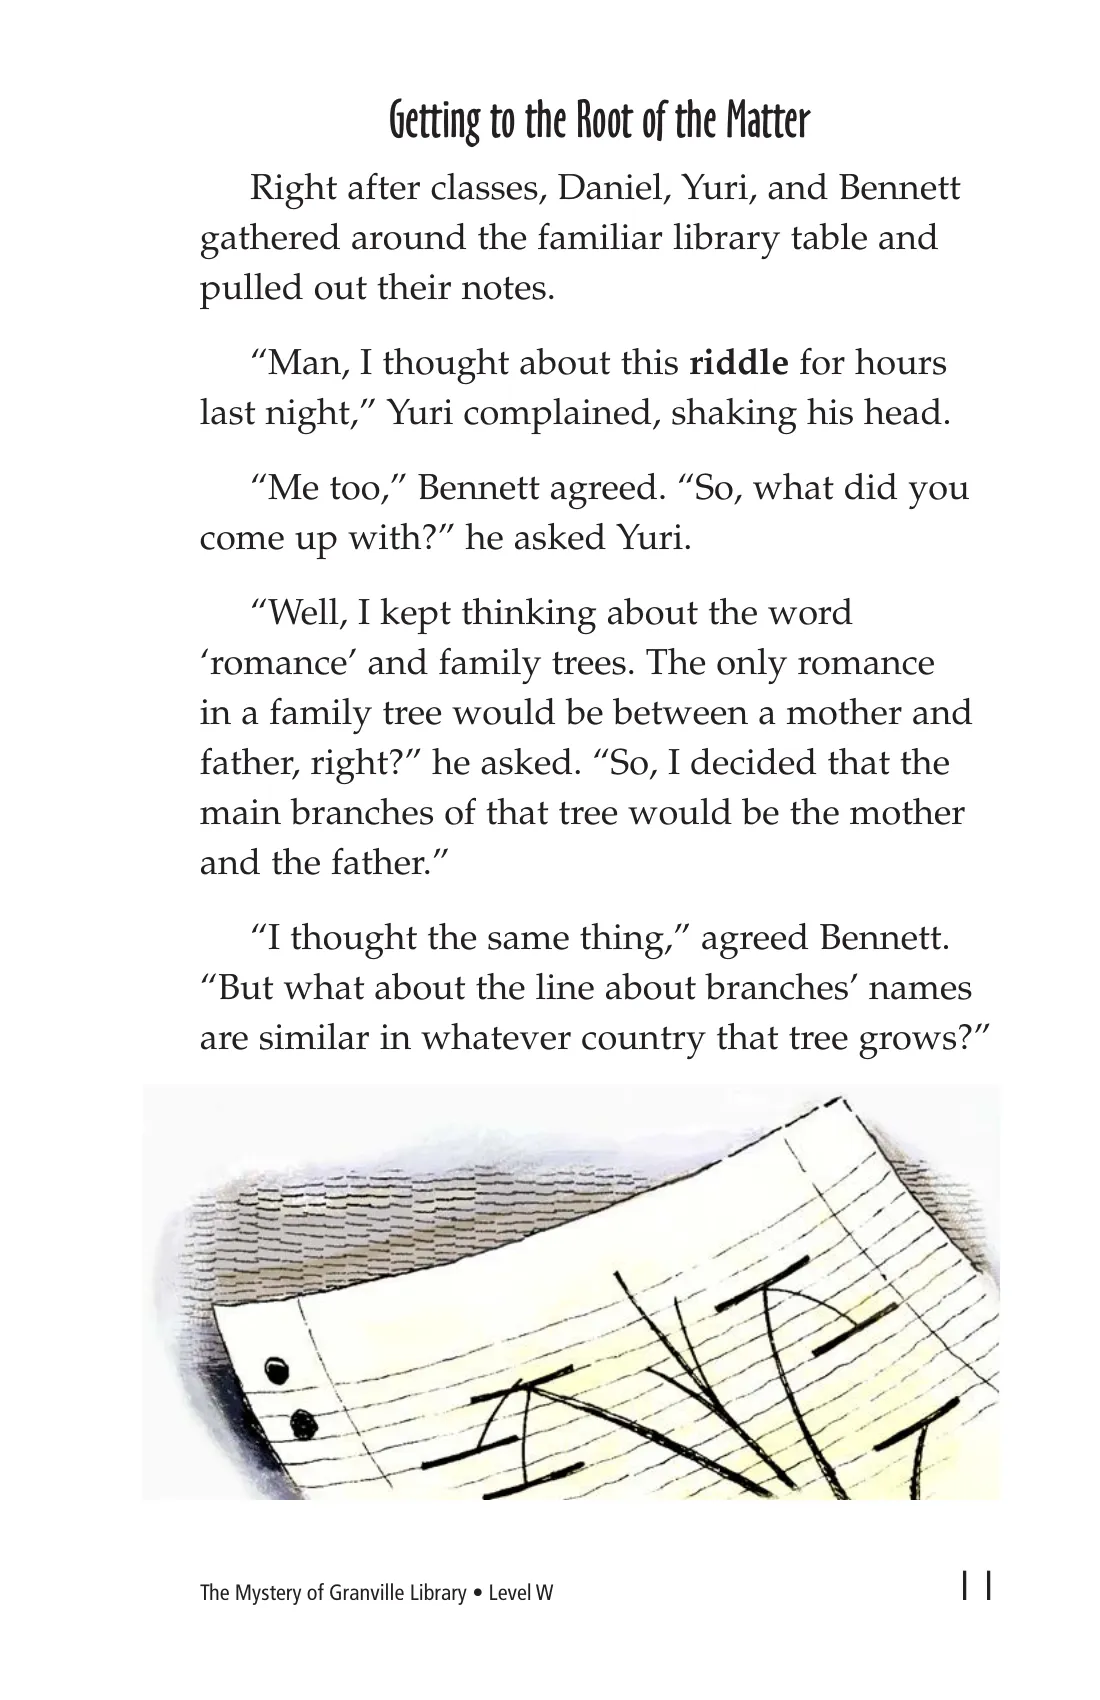 Getting to the Root of the Matter
Right after classes, Daniel, Yuri, and Bennett
gathered around the familiar library table and
pulled out their notes.
“Man, I thought about this riddle for hours
last night,” Yuri complained, shaking his head.
“Me too,” Bennett agreed. “So, what did you
come up with?” he asked Yuri.
“Well, I kept thinking about the word
‘romance’ and family trees. The only romance
in a family tree would be between a mother and
father, right?” he asked. “So, I decided that the
main branches of that tree would be the mother
and the father.”
“I thought the same thing,” agreed Bennett.
“But what about the line about branches’ names
are similar in whatever country that tree grows?”
The Mystery of Granville Library • Level W
11